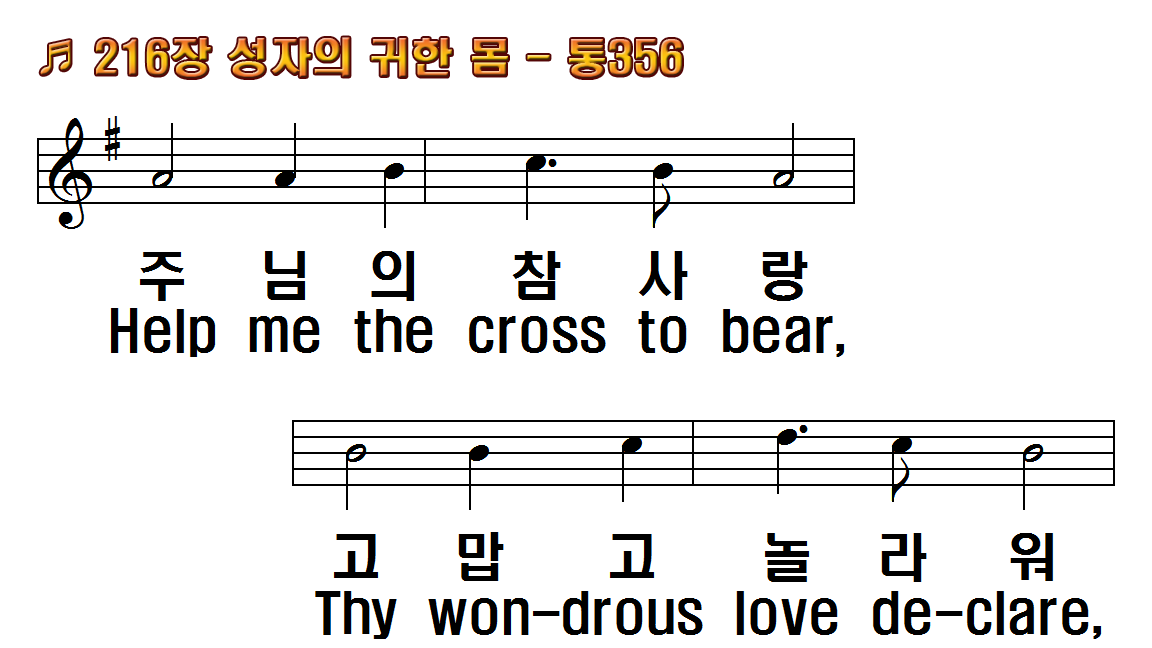 216장 성자의 귀한 몸 - 통356
주 님 의 참 사 랑
Help me the cross to bear,
고 맙 고 놀 라 워
Thy won-drous love de-clare,